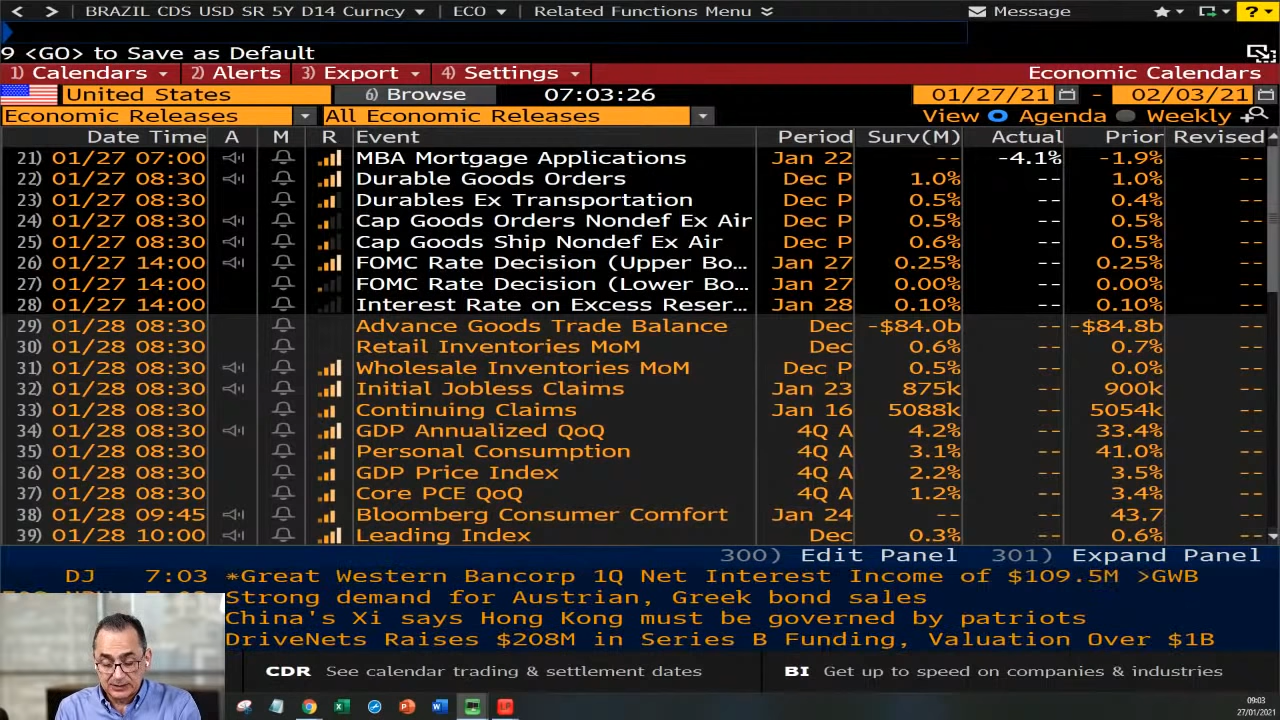 BRAZIL CDS USD SR 5Y D14 Curncy ECO Related Functions Menu Message ?
9 <GO> to Save as Default
1) Calendars 2) Alerts 3) Export 4) Settings Economic Calendars
United States 6) Browse 07:03:26 01/27/21 - 02/03/21
Economic Releases All Economic Releases View Agenda Weekly
Date Time A M R Event Period Surv(M) Actual Prior Revised
21) 01/27 07:00 MBA Mortgage Applications Jan 22 -- -4.1% -1.9% --
22) 01/27 08:30 Durable Goods Orders Dec P 1.0% -- 1.0% --
23) 01/27 08:30 Durables Ex Transportation Dec P 0.5% -- 0.4% --
24) 01/27 08:30 Cap Goods Orders Nondef Ex Air Dec P 0.5% -- 0.5% --
25) 01/27 08:30 Cap Goods Ship Nondef Ex Air Dec P 0.6% -- 0.5% --
26) 01/27 14:00 FOMC Rate Decision (Upper Bo... Jan 27 0.25% -- 0.25% --
27) 01/27 14:00 FOMC Rate Decision (Lower Bo... Jan 27 0.00% -- 0.00% --
28) 01/27 14:00 Interest Rate on Excess Reser... Jan 28 0.10% -- 0.10% --
29) 01/28 08:30 Advance Goods Trade Balance Dec -$84.0b -- -$84.8b --
30) 01/28 08:30 Retail Inventories MoM Dec 0.6% -- 0.7% --
31) 01/28 08:30 Wholesale Inventories MoM Dec P 0.5% -- 0.0% --
32) 01/28 08:30 Initial Jobless Claims Jan 23 875k -- 900k --
33) 01/28 08:30 Continuing Claims Jan 16 5088k -- 5054k --
34) 01/28 08:30 GDP Annualized QoQ 4Q A 4.2% -- 33.4% --
35) 01/28 08:30 Personal Consumption 4Q A 3.1% -- 41.0% --
36) 01/28 08:30 GDP Price Index 4Q A 2.2% -- 3.5% --
37) 01/28 08:30 Core PCE QoQ 4Q A 1.2% -- 3.4% --
38) 01/28 09:45 Bloomberg Consumer Comfort Jan 24 -- -- 43.7 --
39) 01/28 10:00 Leading Index Dec 0.3% -- 0.6% --
300) Edit Panel 301) Expand Panel
DJ 7:03 *Great Western Bancorp 1Q Net Interest Income of $109.5M >GWB
Strong demand for Austrian, Greek bond sales
China's Xi says Hong Kong must be governed by patriots
DriveNets Raises $208M in Series B Funding, Valuation Over $1B
CDR See calendar trading & settlement dates BI Get up to speed on companies & industries
09:03
27/01/2021